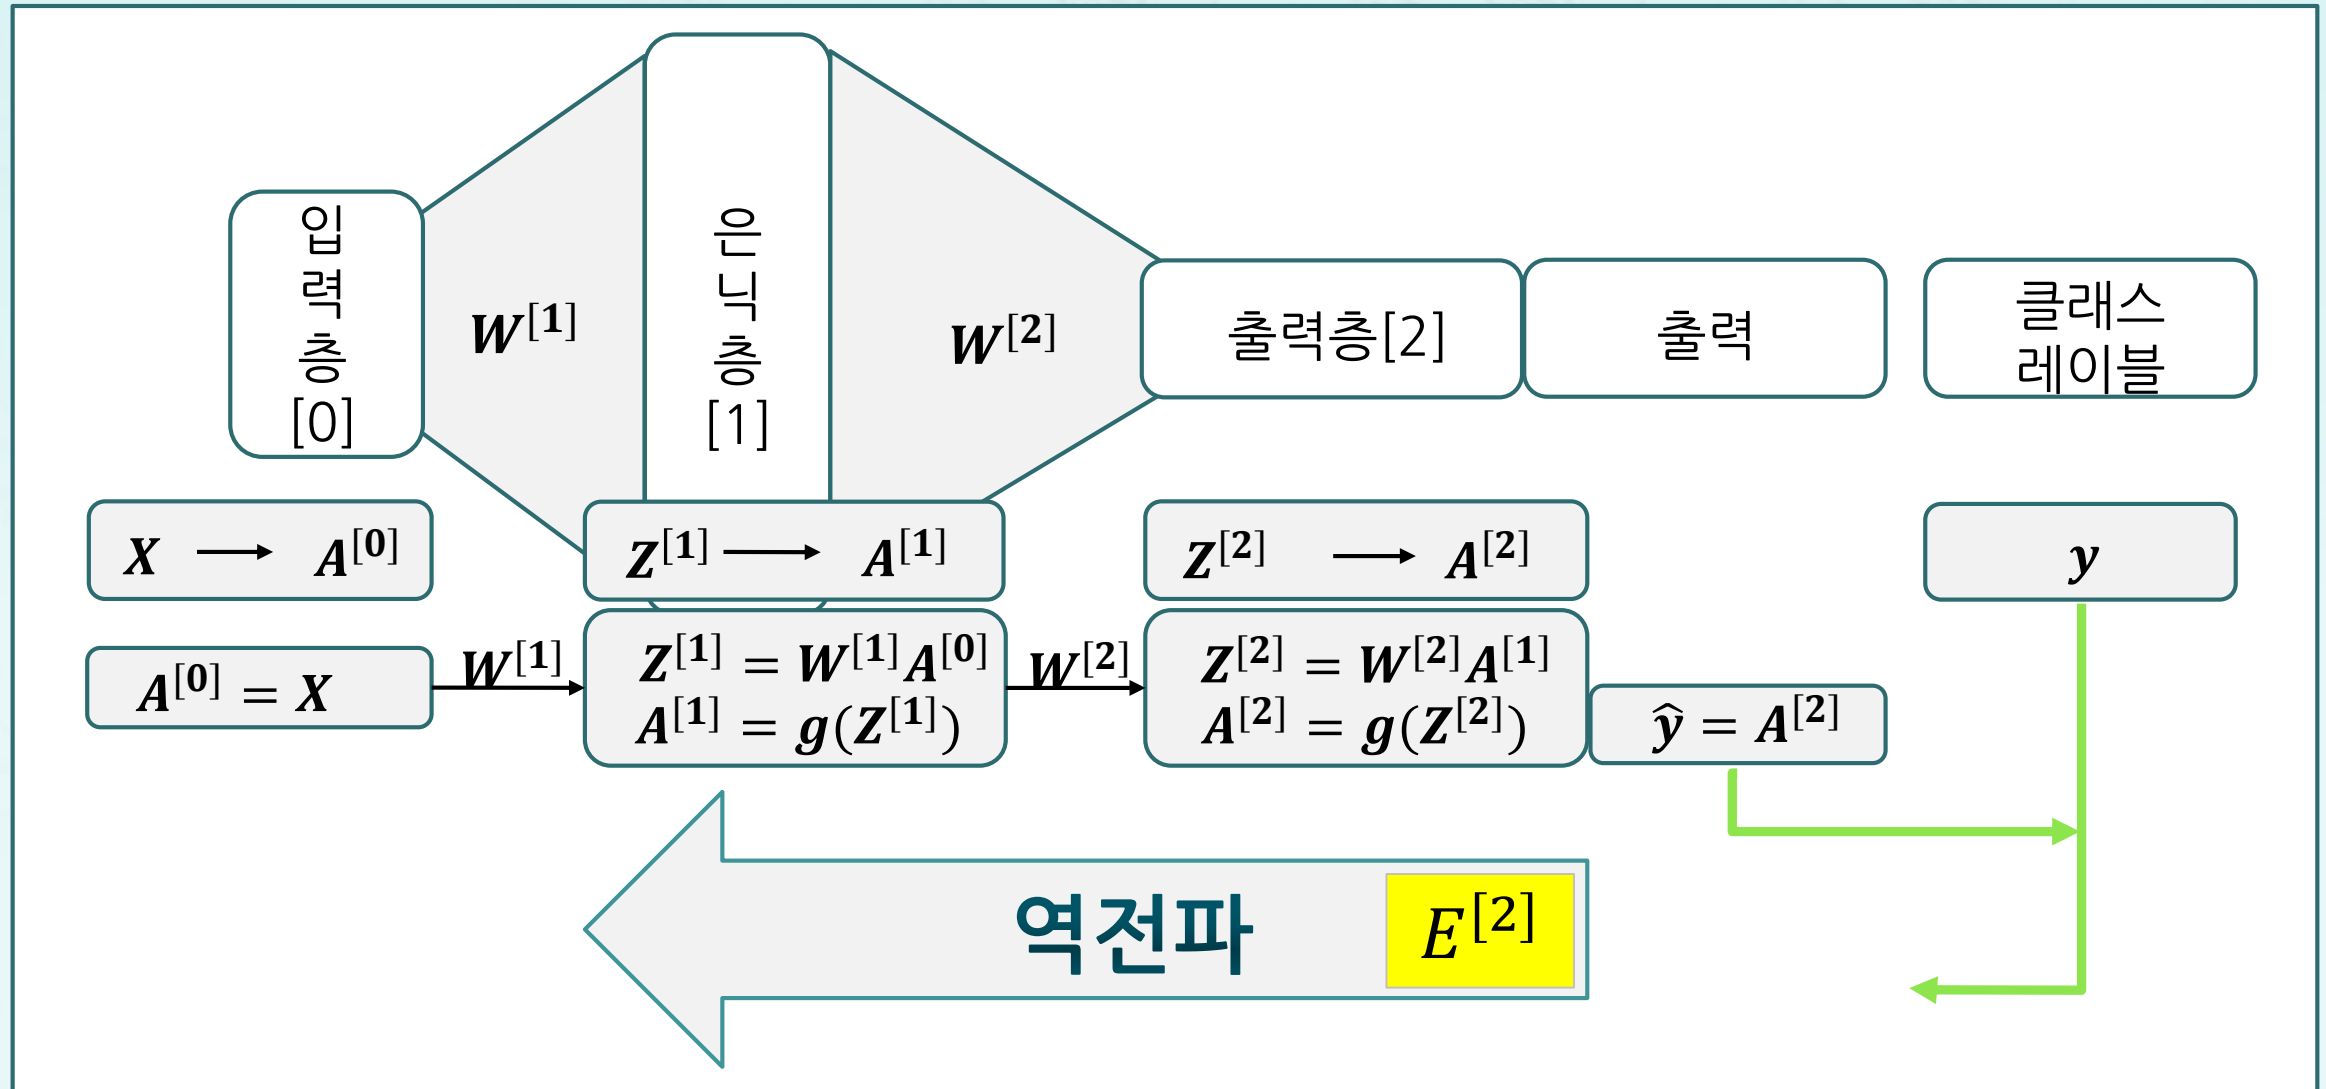 입
력
층
[0]
W^[1]
은
닉
층
[1]
W^[2]
출력층[2]
출력
클래스
레이블
X → A^[0]
Z^[1] → A^[1]
Z^[2] → A^[2]
y
A^[0] = X
W^[1]
Z^[1] = W^[1]A^[0]
A^[1] = g(Z^[1])
W^[2]
Z^[2] = W^[2]A^[1]
A^[2] = g(Z^[2])
ŷ = A^[2]
역전파
E^[2]